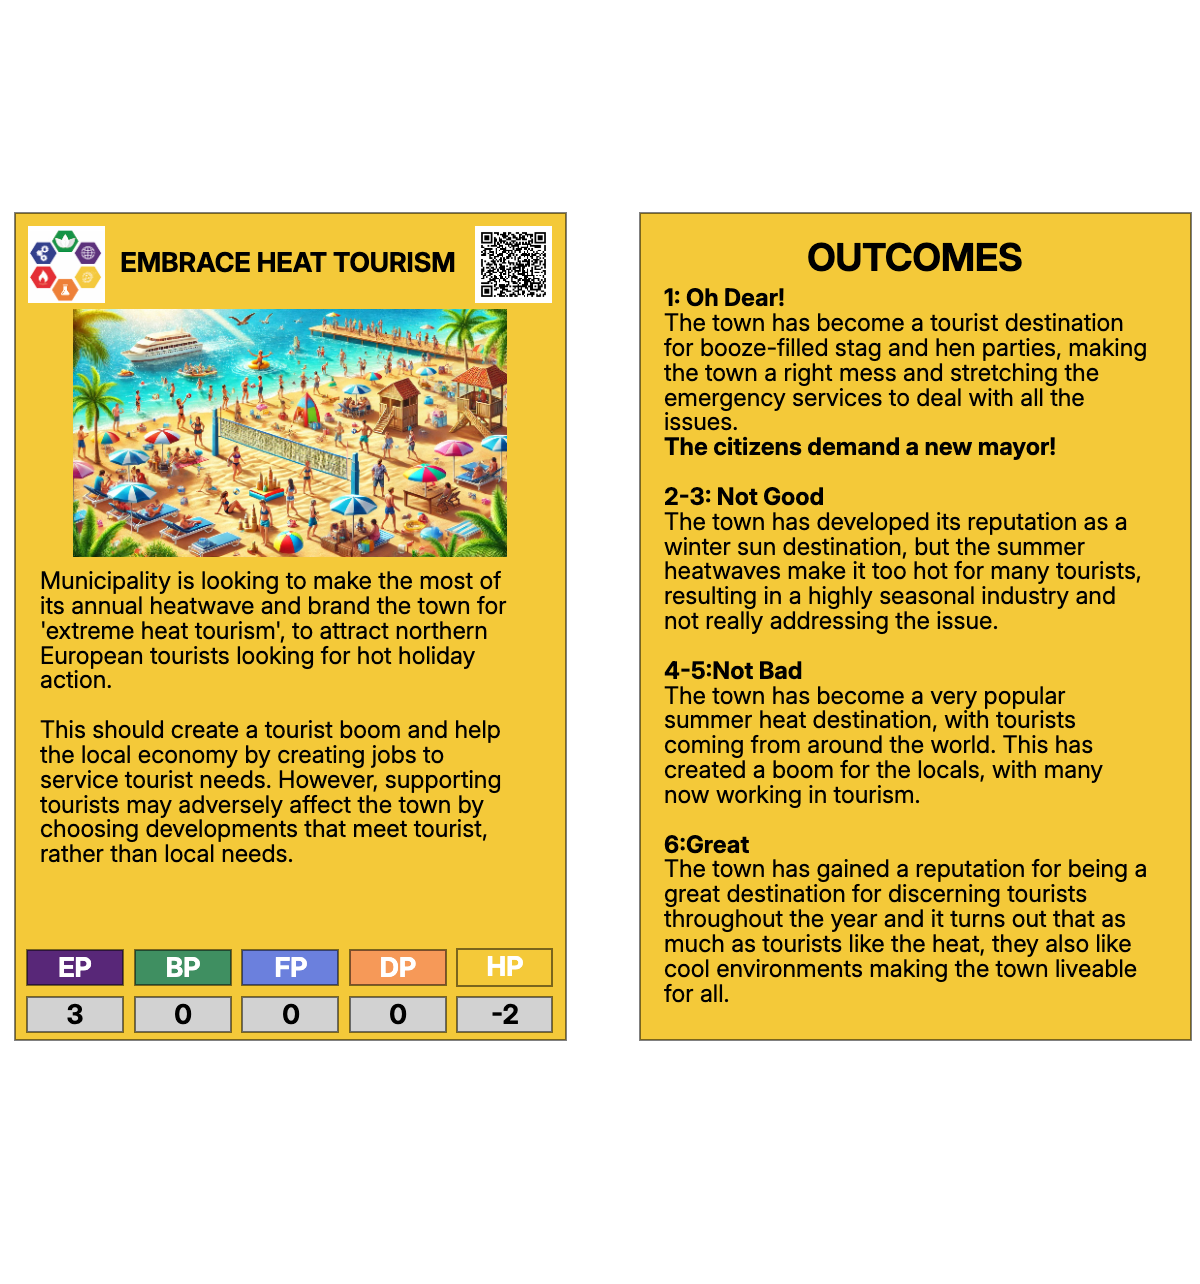 EMBRACE HEAT TOURISM
Municipality is looking to make the most of
its annual heatwave and brand the town for
'extreme heat tourism', to attract northern
European tourists looking for hot holiday
action.
This should create a tourist boom and help
the local economy by creating jobs to
service tourist needs. However, supporting
tourists may adversely affect the town by
choosing developments that meet tourist,
rather than local needs.
EP BP FP DP HP
3 0 0 0 -2
OUTCOMES
1: Oh Dear!
The town has become a tourist destination
for booze-filled stag and hen parties, making
the town a right mess and stretching the
emergency services to deal with all the
issues.
The citizens demand a new mayor!
2-3: Not Good
The town has developed its reputation as a
winter sun destination, but the summer
heatwaves make it too hot for many tourists,
resulting in a highly seasonal industry and
not really addressing the issue.
4-5:Not Bad
The town has become a very popular
summer heat destination, with tourists
coming from around the world. This has
created a boom for the locals, with many
now working in tourism.
6:Great
The town has gained a reputation for being a
great destination for discerning tourists
throughout the year and it turns out that as
much as tourists like the heat, they also like
cool environments making the town liveable
for all.